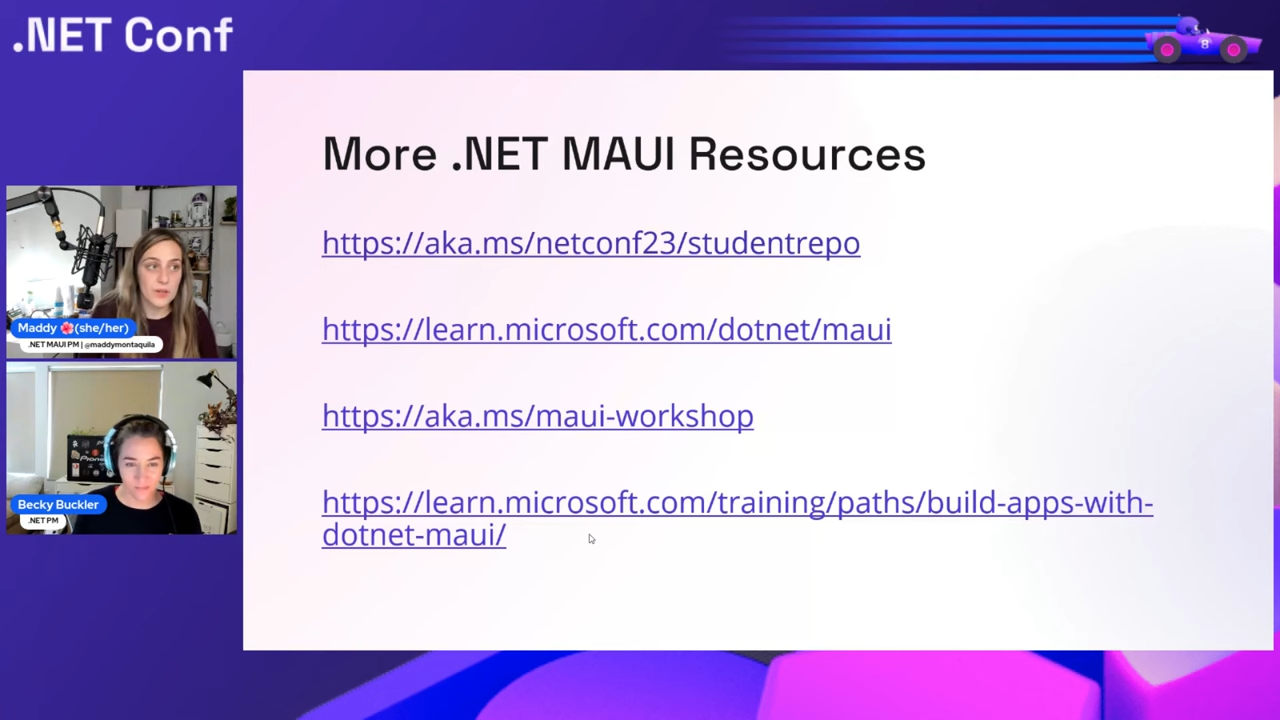 .NET Conf
8
More .NET MAUI Resources
https://aka.ms/netconf23/studentrepo
https://learn.microsoft.com/dotnet/maui
https://aka.ms/maui-workshop
https://learn.microsoft.com/training/paths/build-apps-with-
dotnet-maui/
Maddy 🌺(she/her)
.NET MAUI PM | @maddymontaquila
Becky Buckler
.NET PM